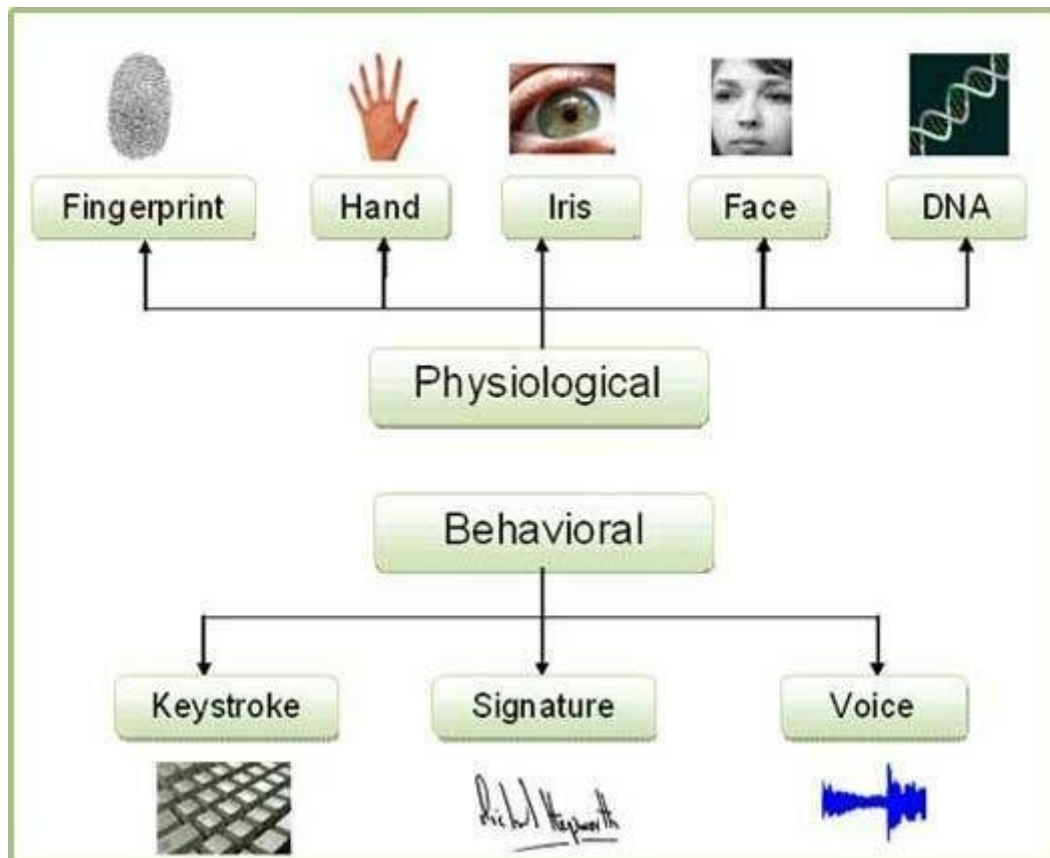 Fingerprint
Hand
Iris
Face
DNA
Physiological
Behavioral
Keystroke
Signature
Voice